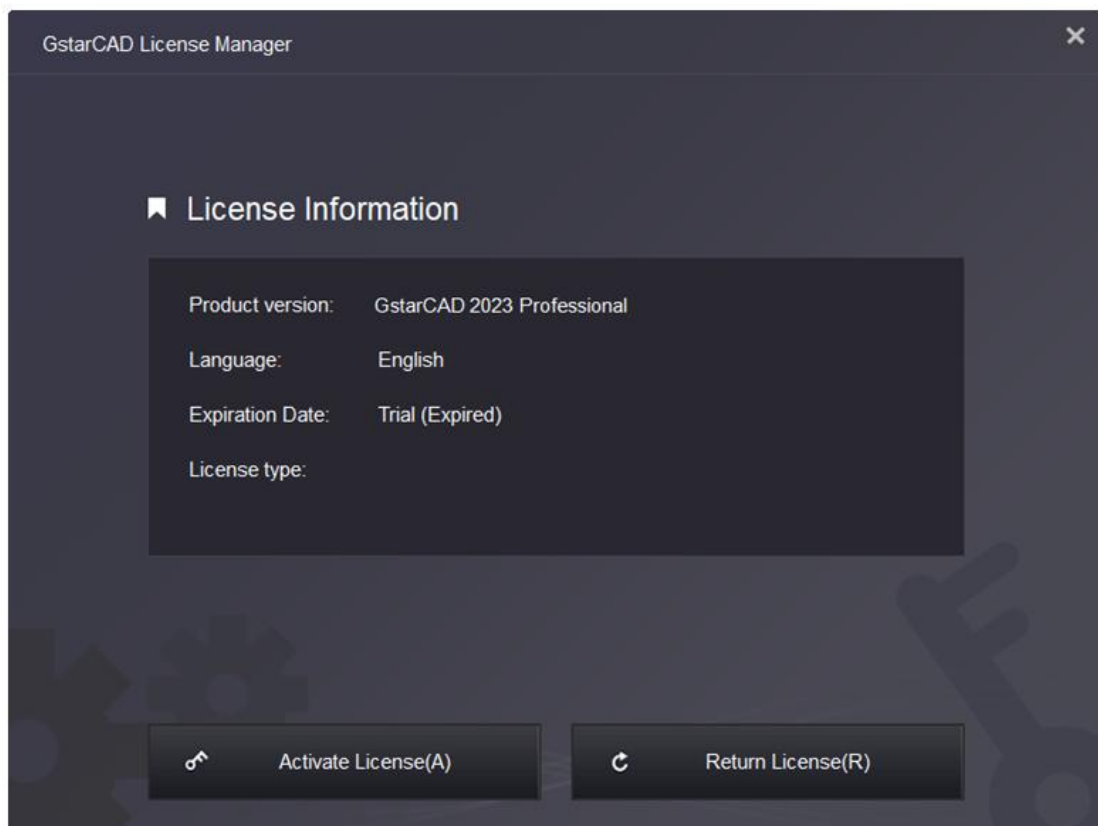 GstarCAD License Manager
License Information
Product version: GstarCAD 2023 Professional
Language: English
Expiration Date: Trial (Expired)
License type:
Activate License(A) Return License(R)